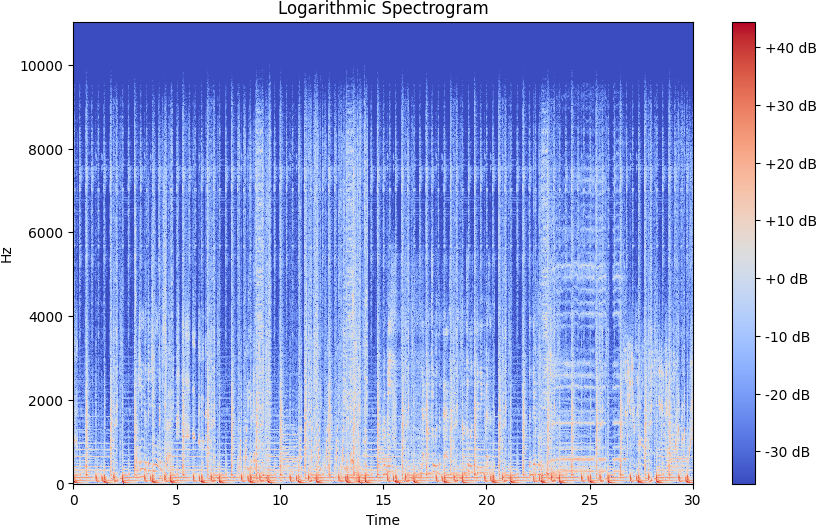 Logarithmic Spectrogram
Hz
10000
8000
6000
4000
2000
0
0 5 10 15 20 25 30
Time
+40 dB
+30 dB
+20 dB
+10 dB
+0 dB
-10 dB
-20 dB
-30 dB